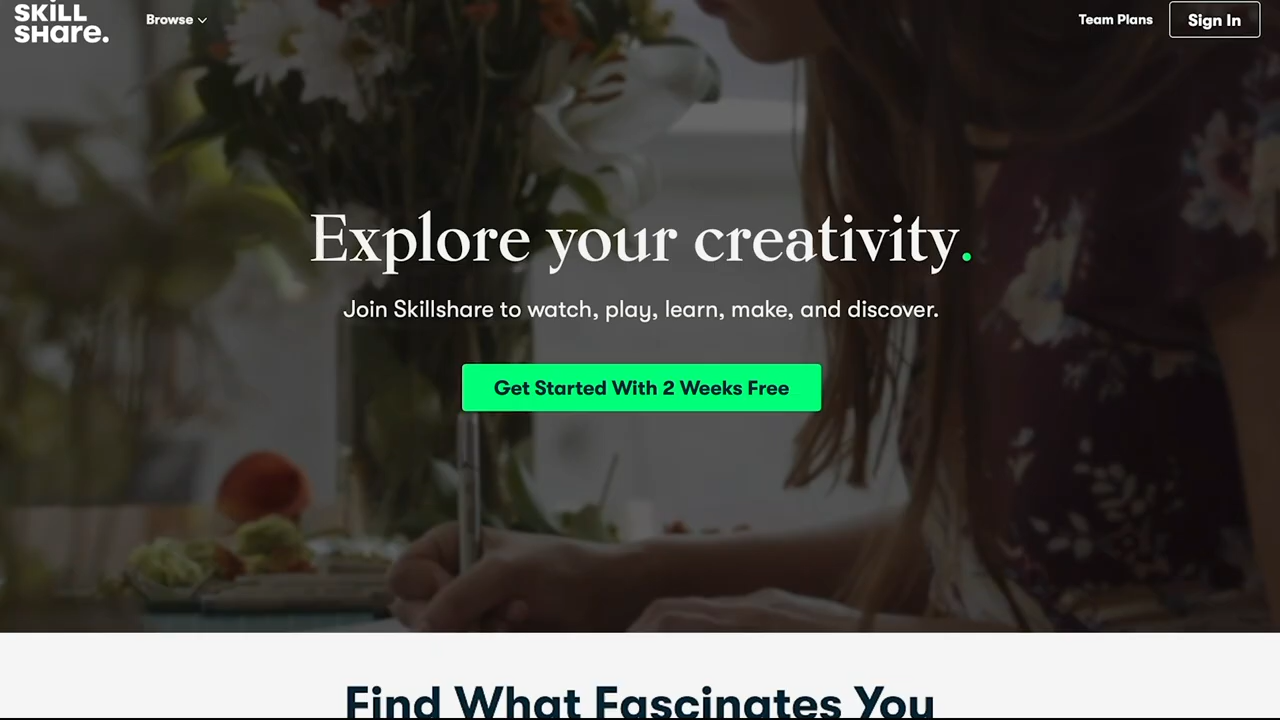 SKiLL
SHare.
Browse
Team Plans
Sign In
Explore your creativity.
Join Skillshare to watch, play, learn, make, and discover.
Get Started With 2 Weeks Free
Find What Fascinates You